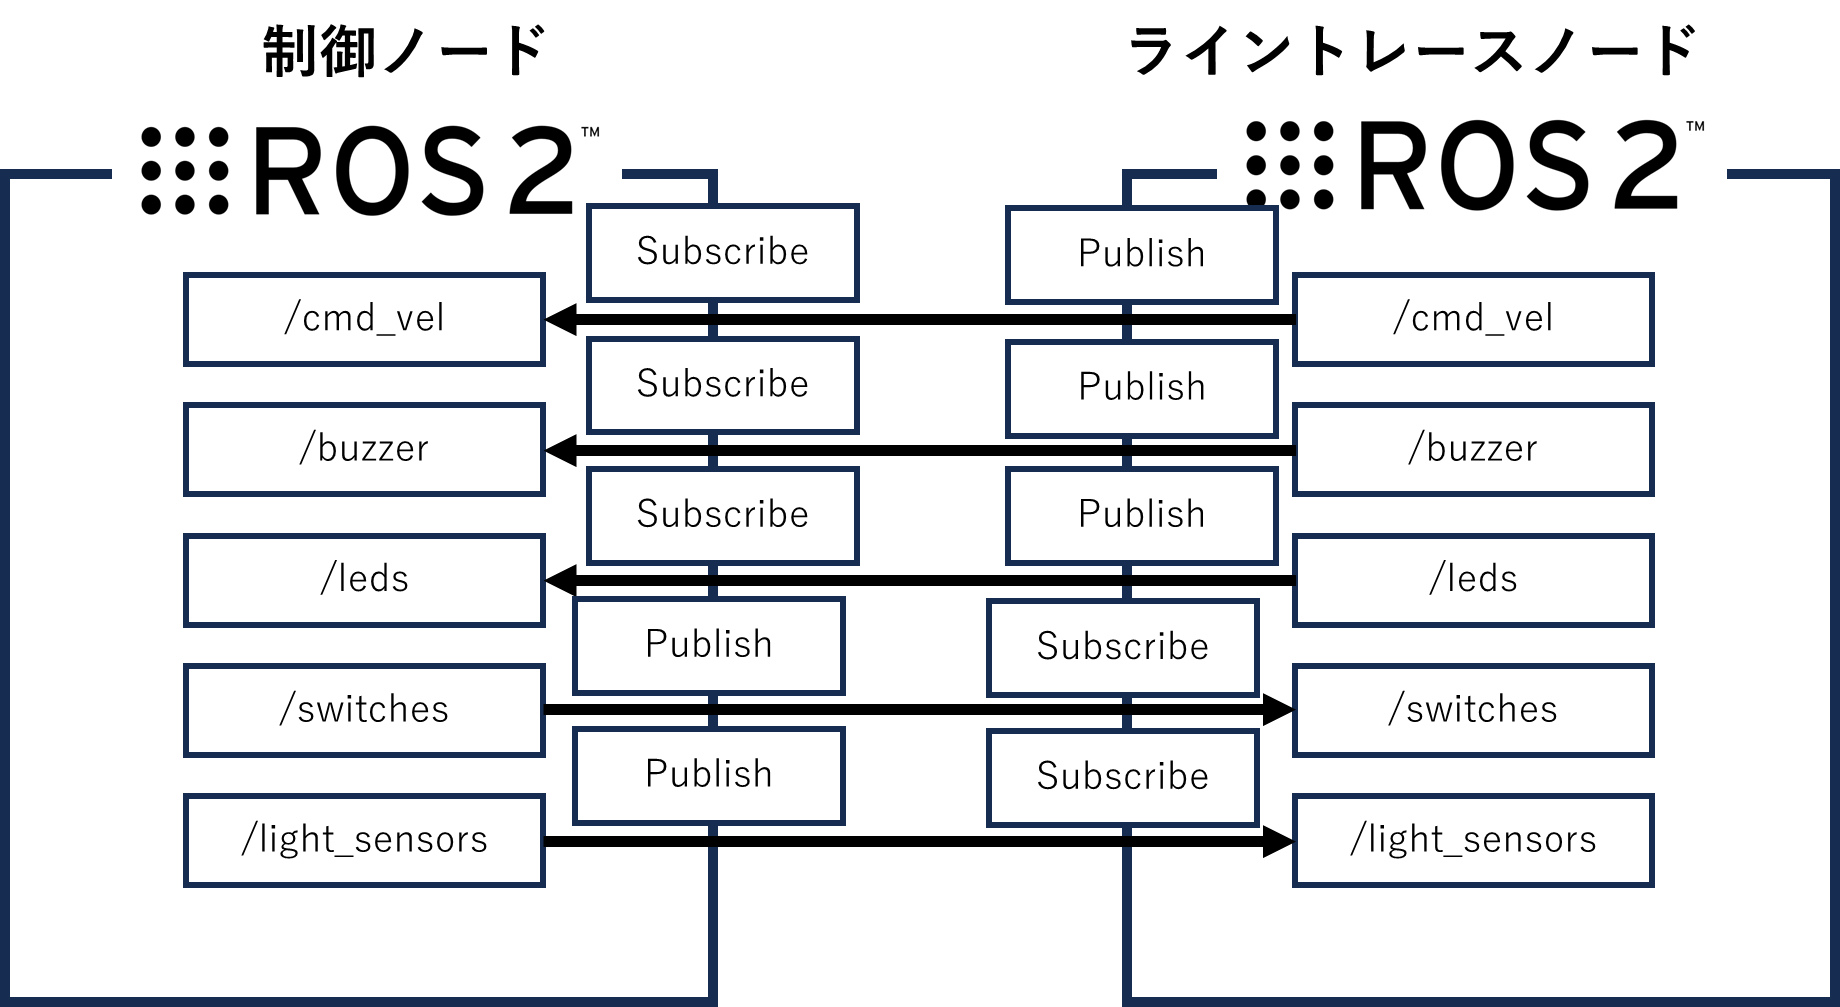 制御ノード
ライントレースノード
ROS 2™
ROS 2™
Subscribe
Publish
/cmd_vel
/cmd_vel
Subscribe
Publish
/buzzer
/buzzer
Subscribe
Publish
/leds
/leds
Publish
Subscribe
/switches
/switches
Publish
Subscribe
/light_sensors
/light_sensors